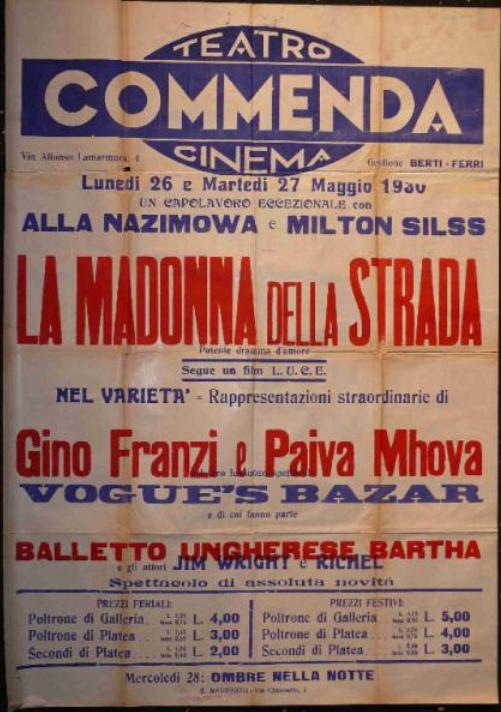 TEATRO
COMMENDA
CINEMA
Via Alfonso Lamarmora, 4
Gestione BERTI - FERRI
Lunedì 26 e Martedì 27 Maggio 1930
UN CAPOLAVORO ECCEZIONALE con
ALLA NAZIMOWA e MILTON SILSS
LA MADONNA DELLA STRADA
Potente dramma d'amore
Segue un film L.U.C.E.
NEL VARIETA' = Rappresentazioni straordinarie di
Gino Franzi e Paiva Mhova
VOGUE'S BAZAR
e di cui fanno parte
BALLETTO UNGHERESE BARTHA
e gli attori JIM WRIGHT e RICHEL
Spettacolo di assoluta novità
PREZZI FERIALI:
Poltrone di Galleria L. 4,00
Poltrone di Platea L. 3,00
Secondi di Platea L. 2,00
PREZZI FESTIVI:
Poltrone di Galleria L. 5,00
Poltrone di Platea L. 4,00
Secondi di Platea L. 3,00
Mercoledì 28: OMBRE NELLA NOTTE